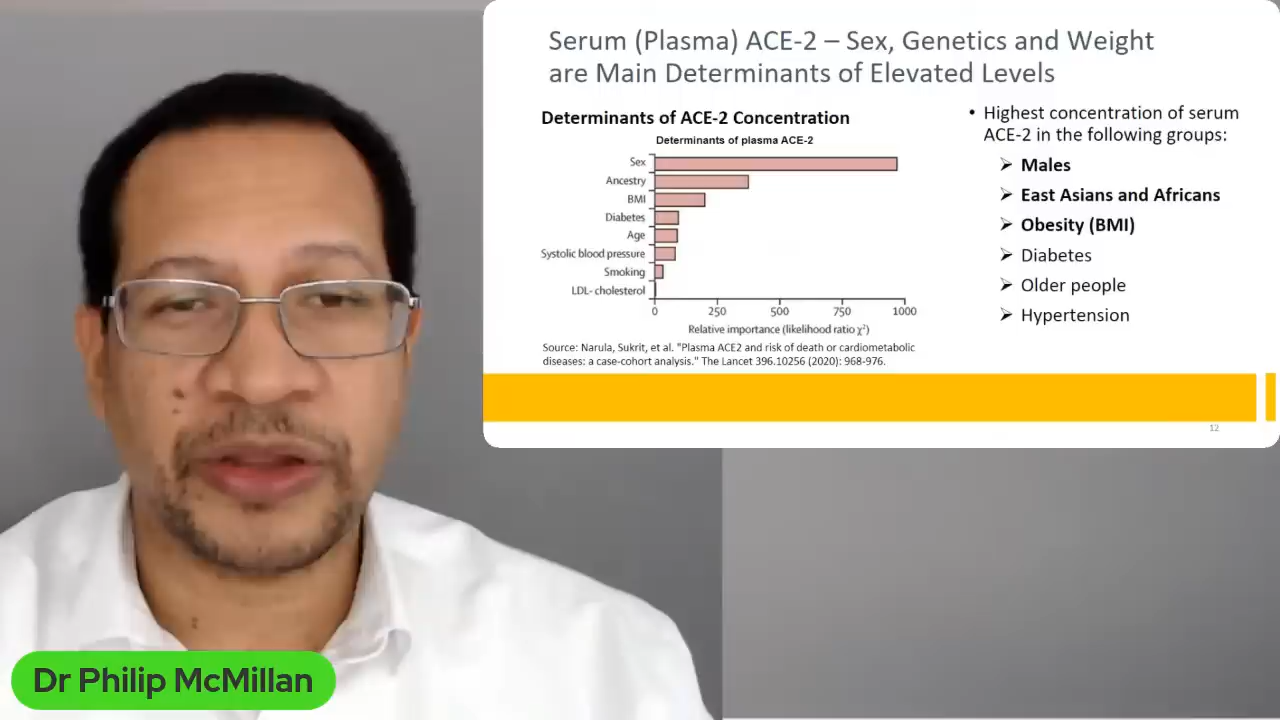 Serum (Plasma) ACE-2 – Sex, Genetics and Weight
are Main Determinants of Elevated Levels
Determinants of ACE-2 Concentration
Determinants of plasma ACE-2
Sex
Ancestry
BMI
Diabetes
Age
Systolic blood pressure
Smoking
LDL- cholesterol
0 250 500 750 1000
Relative importance (likelihood ratio χ²)
Source: Narula, Sukrit, et al. "Plasma ACE2 and risk of death or cardiometabolic
diseases: a case-cohort analysis." The Lancet 396.10256 (2020): 968-976.
• Highest concentration of serum
ACE-2 in the following groups:
➢ Males
➢ East Asians and Africans
➢ Obesity (BMI)
➢ Diabetes
➢ Older people
➢ Hypertension
12
Dr Philip McMillan